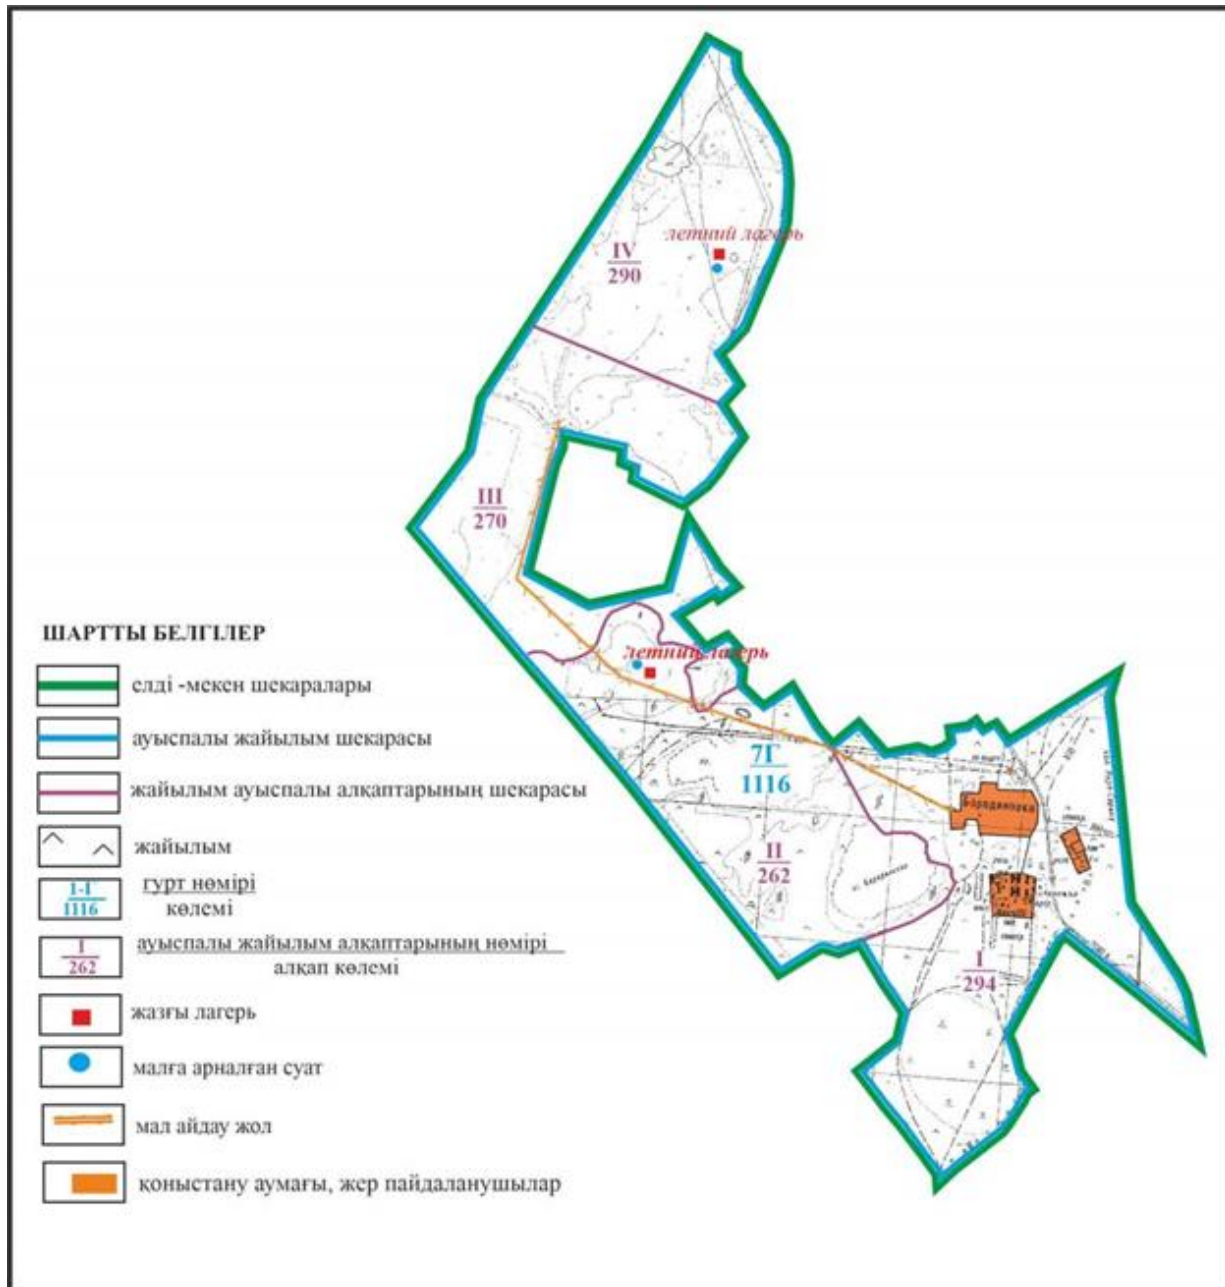 летний лагерь
IV
290
III
270
летний лагерь
7Г
1116
II
262
Бородиновка
I
294
ШАРТТЫ БЕЛГІЛЕР
елді -мекен шекаралары
ауыспалы жайылым шекарасы
жайылым ауыспалы алқаптарының шекарасы
жайылым
1-Г
1116
гурт нөмірі
көлемі
I
262
ауыспалы жайылым алқаптарының нөмірі
алқап көлемі
жазғы лагерь
малға арналған суат
мал айдау жол
қоныстану аумағы, жер пайдаланушылар